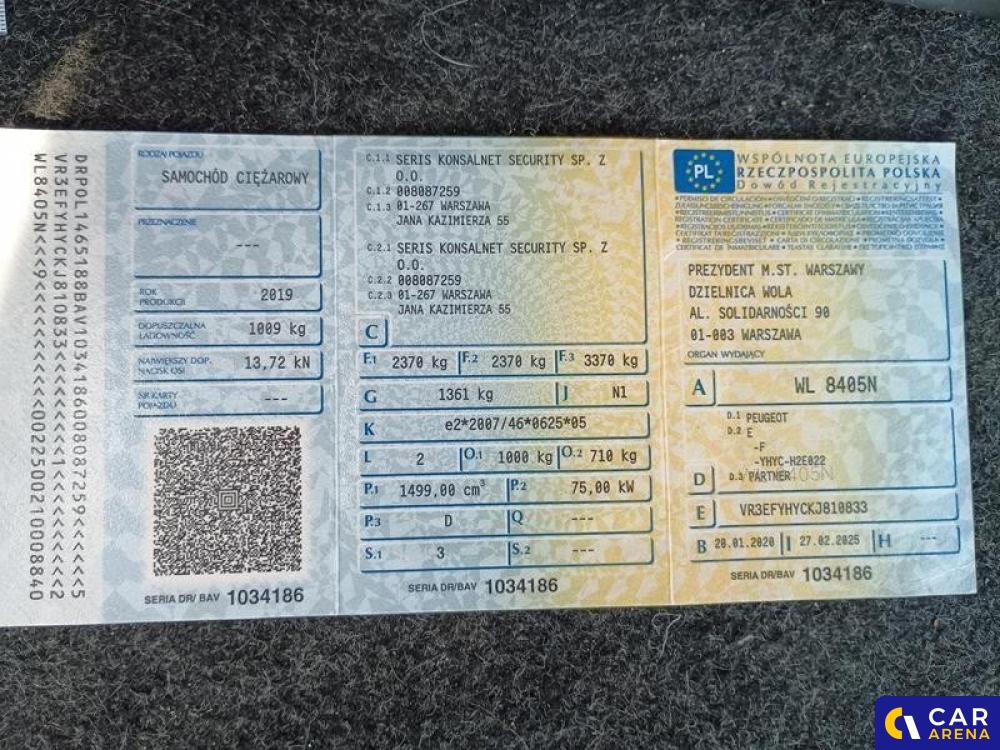 DRPOL1465188BAV10341860080872 59<<<<<5
VR3EFYHYCKJ810833<<<<<<<
WL8405N
RODZAJ POJAZDU
SAMOCHÓD CIĘŻAROWY
PRZEZNACZENIE
---
ROK PRODUKCJI
2019
DOPUSZCZALNA ŁADOWNOŚĆ
1009 kg
NAJWIĘKSZY DOP. NACISK OSI
13,72 kN
NR KARTY POJAZDU
---
SERIA DR/BAV 1034186
C.1.1 SERIS KONSALNET SECURITY SP. Z
O.O.
C.1.2 008087259
C.1.3 01-267 WARSZAWA
JANA KAZIMIERZA 55
C.2.1 SERIS KONSALNET SECURITY SP. Z
O.O.
C.2.2 008087259
C.2.3 01-267 WARSZAWA
JANA KAZIMIERZA 55
C
F.1 2370 kg F.2 2370 kg F.3 3370 kg
G 1361 kg J N1
K e2*2007/46*0625*05
L 2 O.1 1000 kg O.2 710 kg
P.1 1499,00 cm³ P.2 75,00 kW
P.3 D Q ---
S.1 3 S.2 ---
SERIA DR/BAV 1034186
PL
WSPÓLNOTA EUROPEJSKA
RZECZPOSPOLITA POLSKA
Dowód Rejestracyjny
PREZYDENT M.ST. WARSZAWY
DZIELNICA WOLA
AL. SOLIDARNOŚCI 90
01-003 WARSZAWA
ORGAN WYDAJĄCY
A WL 8405N
D.1 PEUGEOT
D.2 E
-F
-YHYC-H2E022
D D.3 PARTNER
E VR3EFYHYCKJ810833
B 20.01.2020 I 27.02.2025 H ---
SERIA DR/BAV 1034186
CAR
ARENA